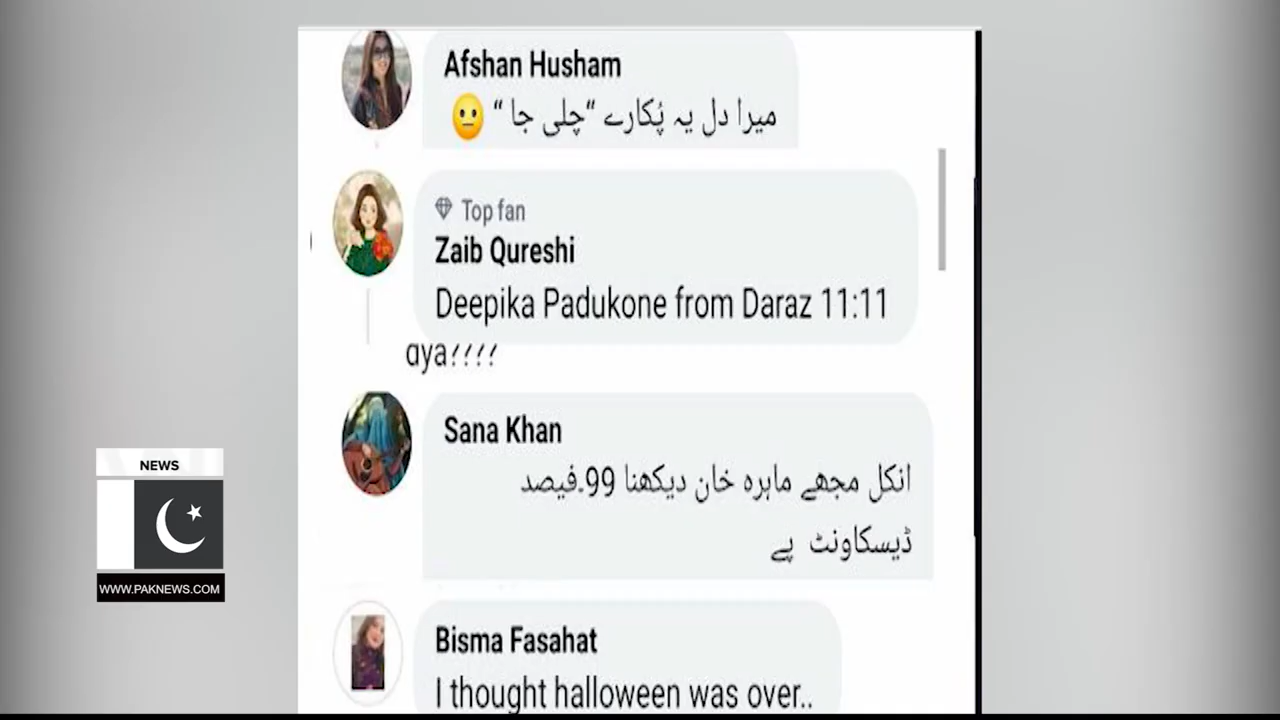 Afshan Husham
میرا دل یہ پُکارے “چلی جا “ 😐
Top fan
Zaib Qureshi
Deepika Padukone from Daraz 11:11
aya؟؟؟؟
Sana Khan
انکل مجھے ماہرہ خان دیکھنا 99.فیصد
ڈیسکاونٹ پے
Bisma Fasahat
I thought halloween was over..
NEWS
WWW.PAKNEWS.COM